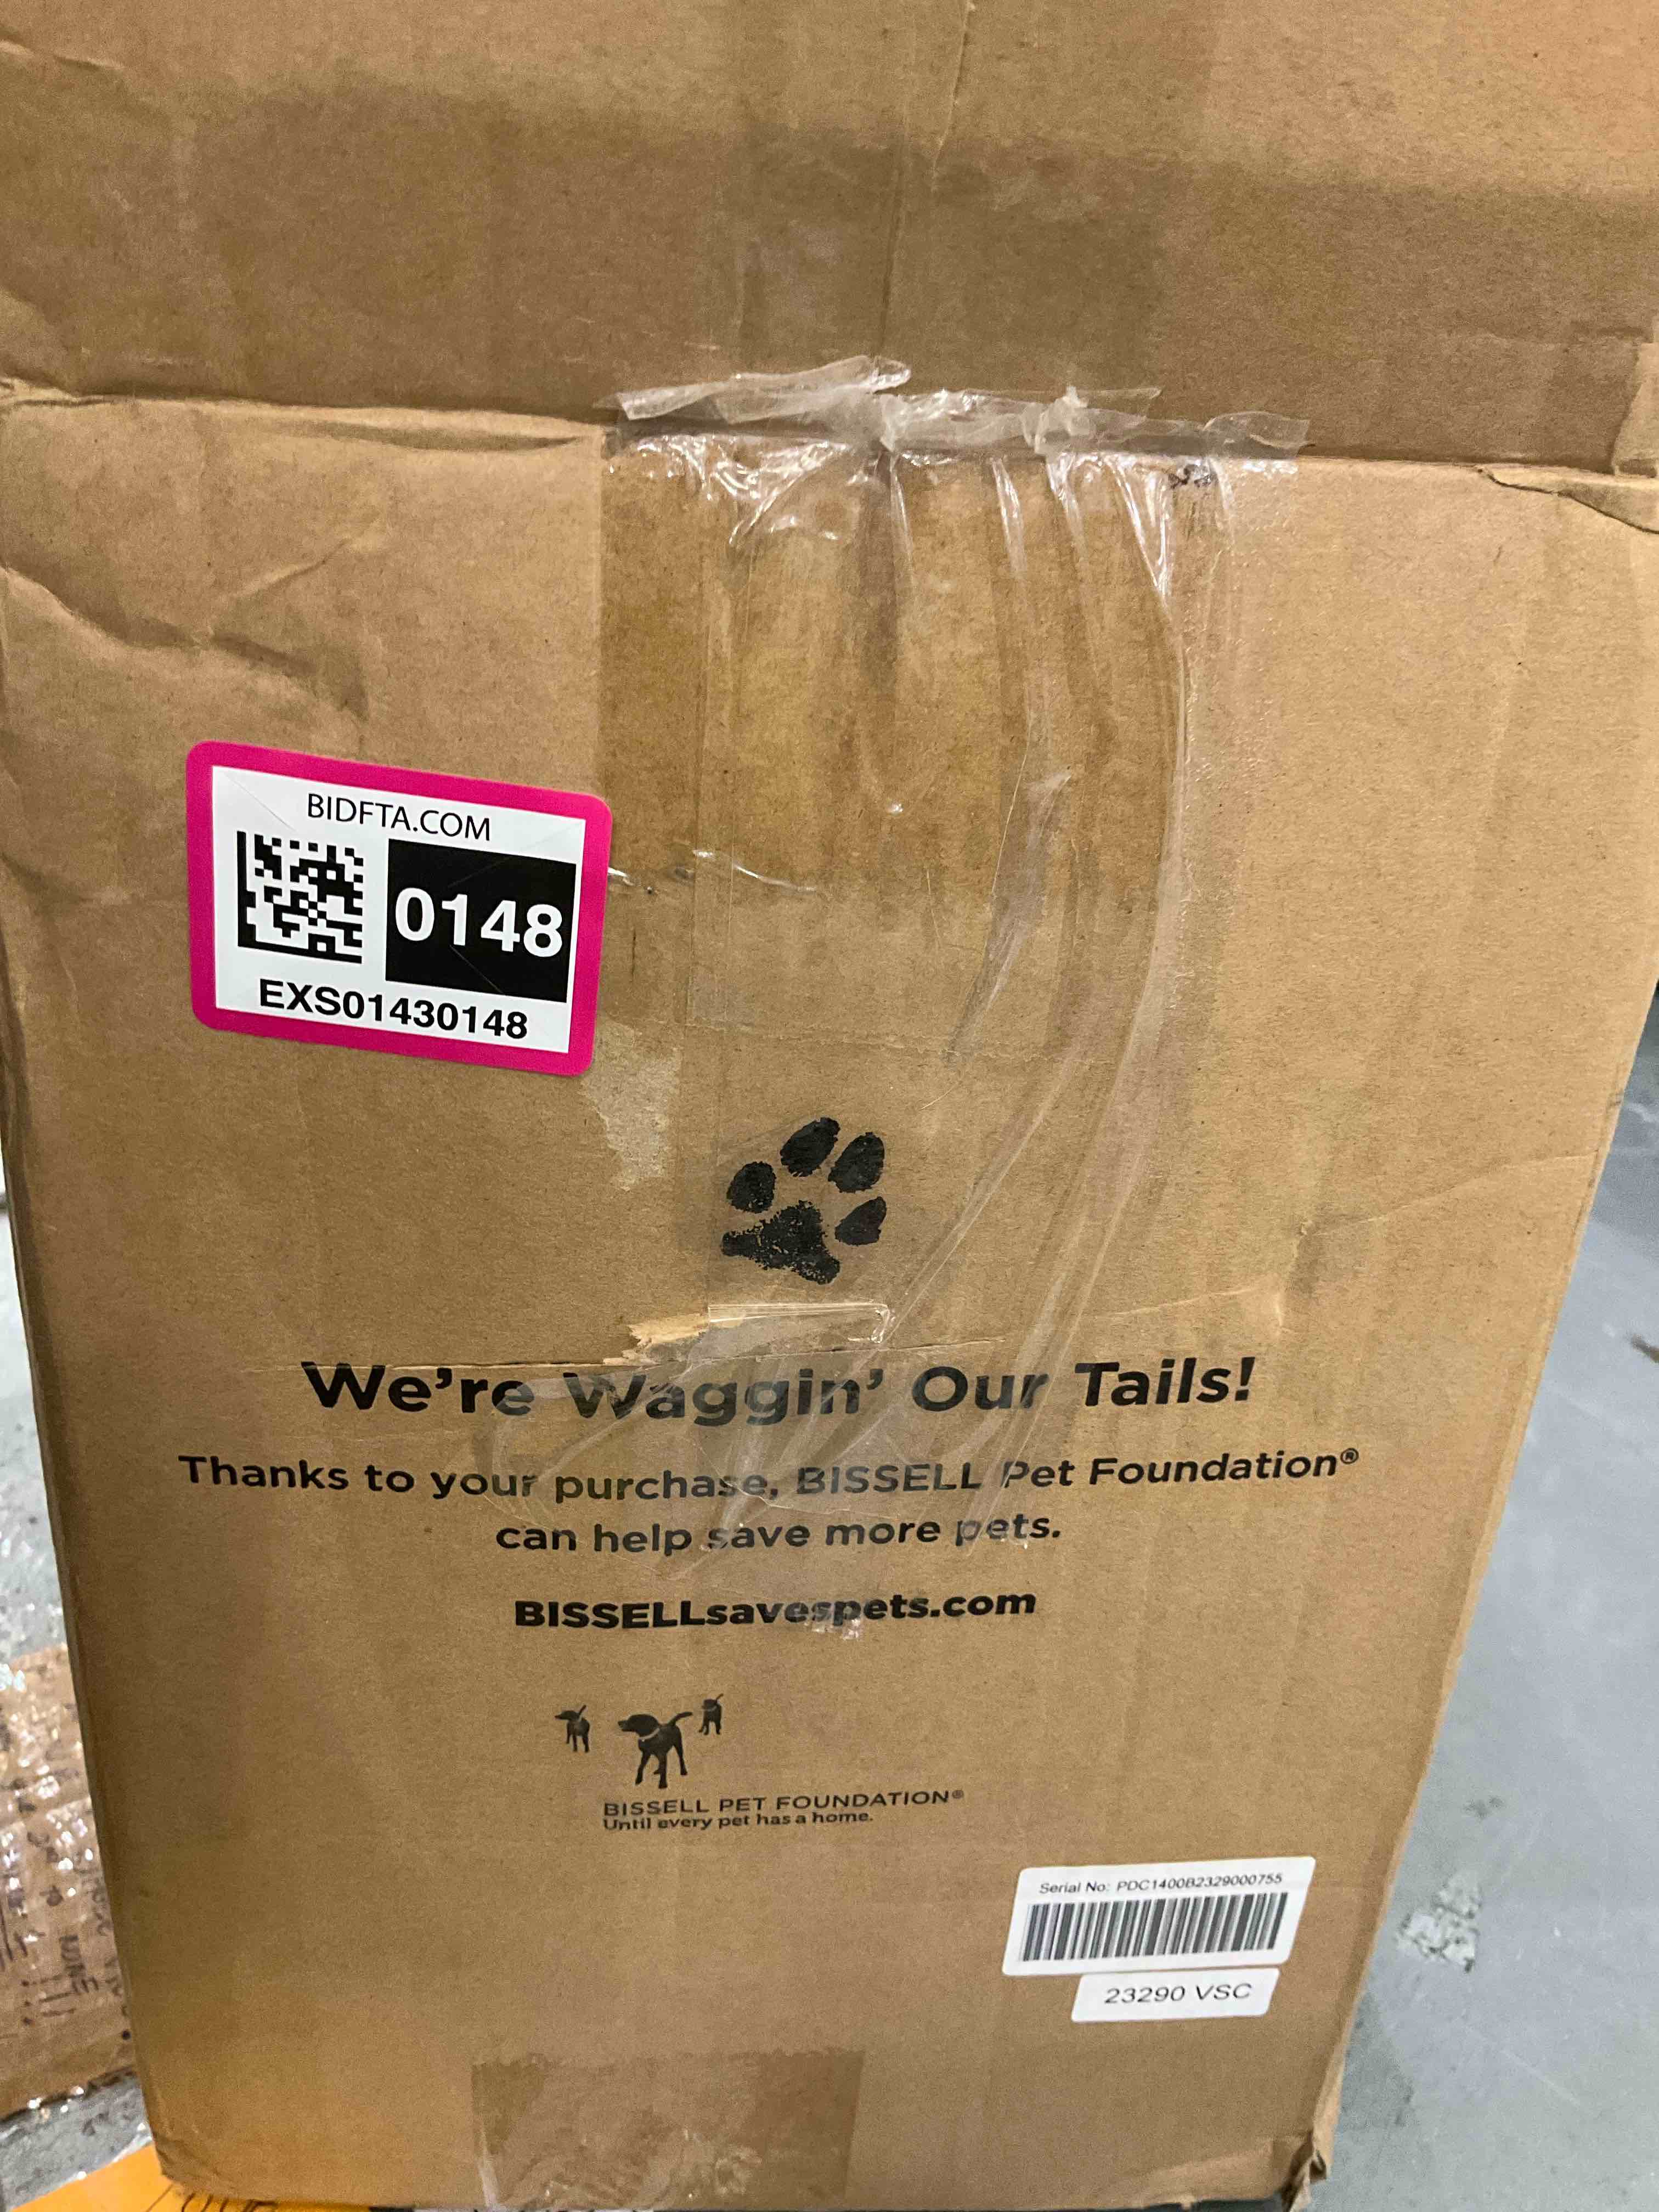 BIDFTA.COM
0148
EXS01430148
We're Waggin' Our Tails!
Thanks to your purchase, BISSELL Pet Foundation®
can help save more pets.
BISSELLsavespets.com
BISSELL PET FOUNDATION®
Until every pet has a home.
Serial No: PDC1400B2329000755
23290 VSC
NONE